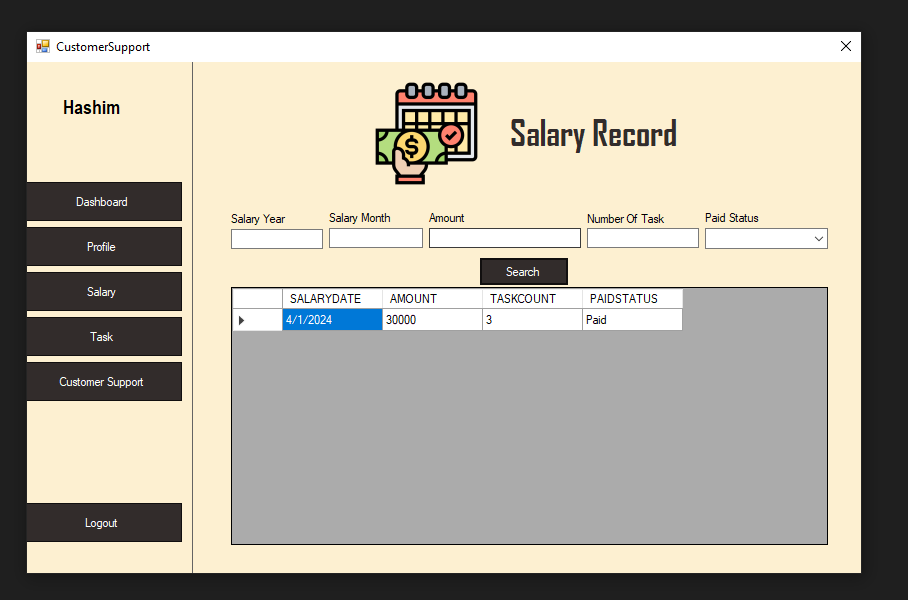 CustomerSupport
Hashim
Dashboard
Profile
Salary
Task
Customer Support
Logout
$
Salary Record
Salary Year Salary Month Amount Number Of Task Paid Status
Search
SALARYDATE AMOUNT TASKCOUNT PAIDSTATUS
4/1/2024 30000 3 Paid